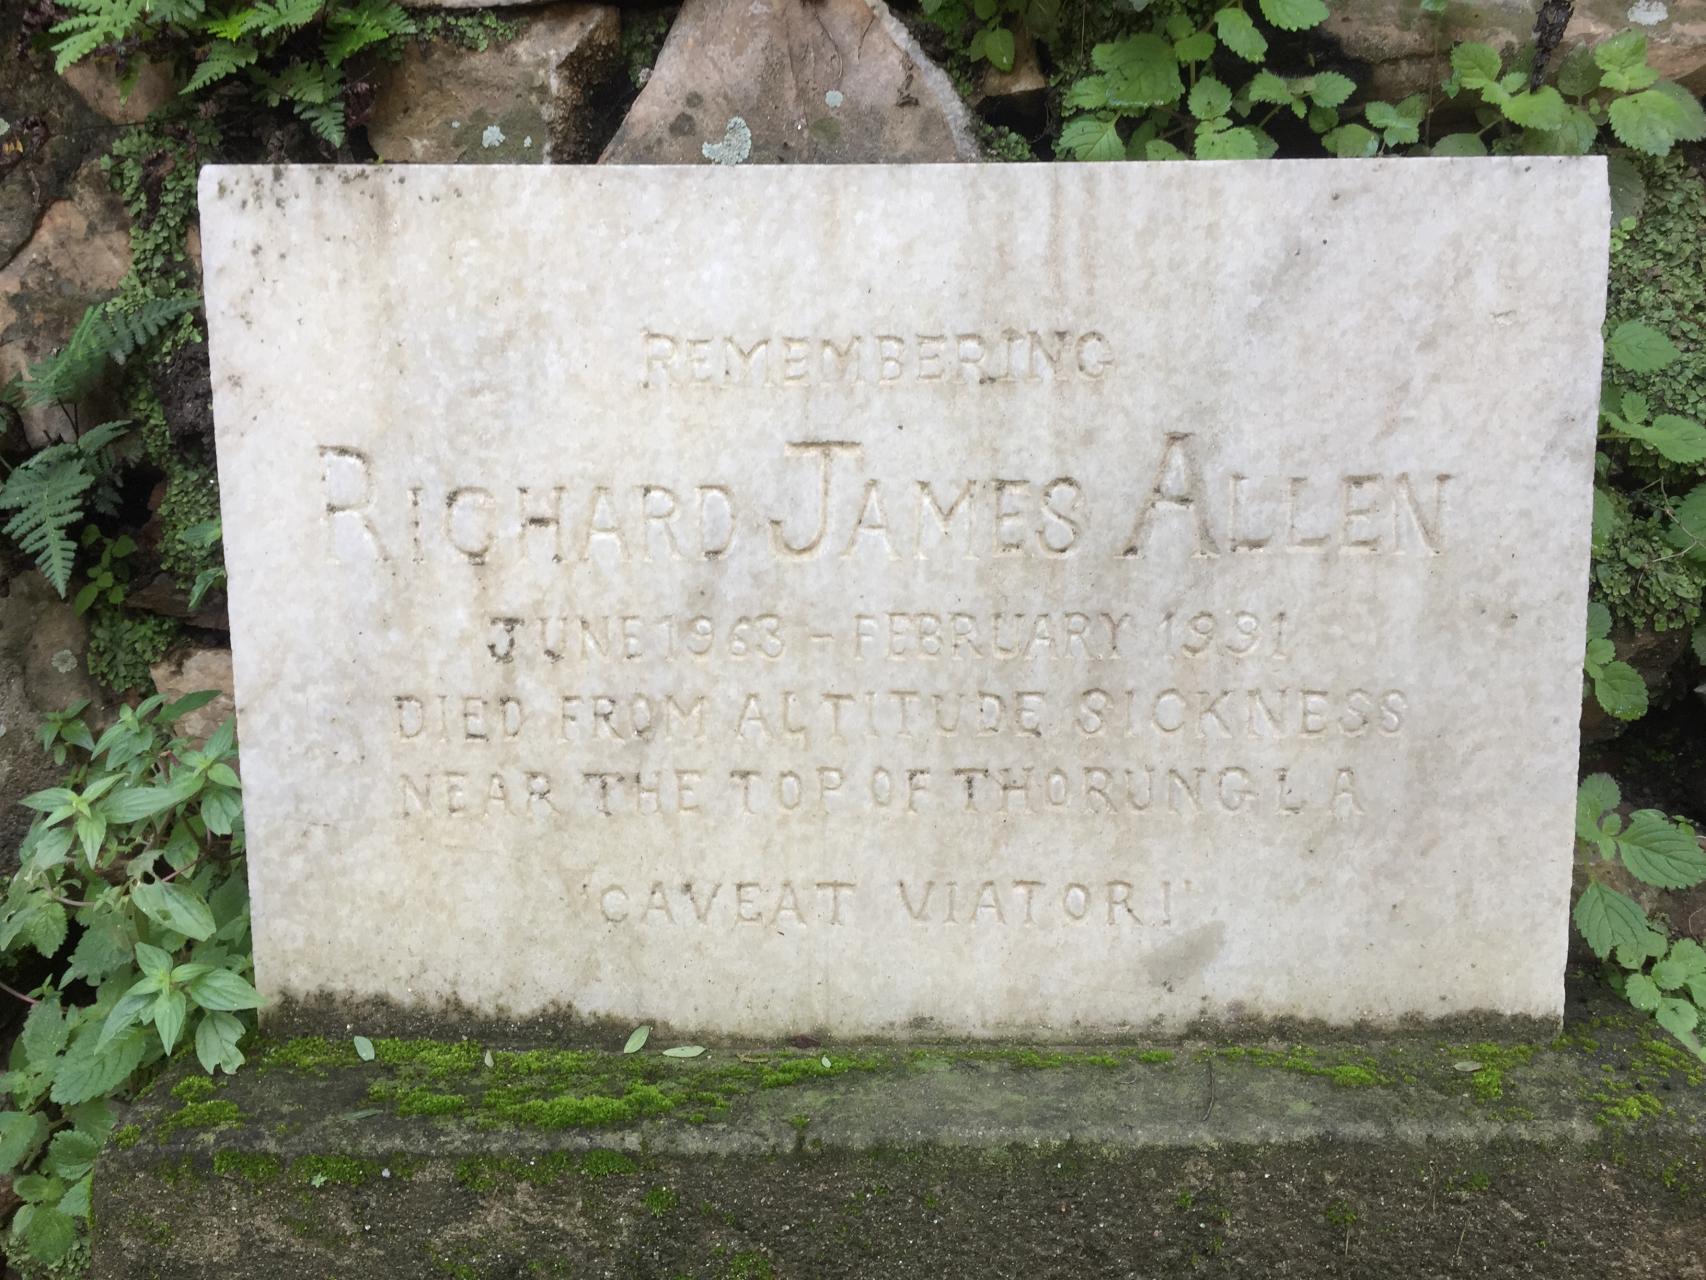 REMEMBERING
RICHARD JAMES ALLEN
JUNE 1963 - FEBRUARY 1991
DIED FROM ALTITUDE SICKNESS
NEAR THE TOP OF THORUNG LA
'CAVEAT VIATORI'